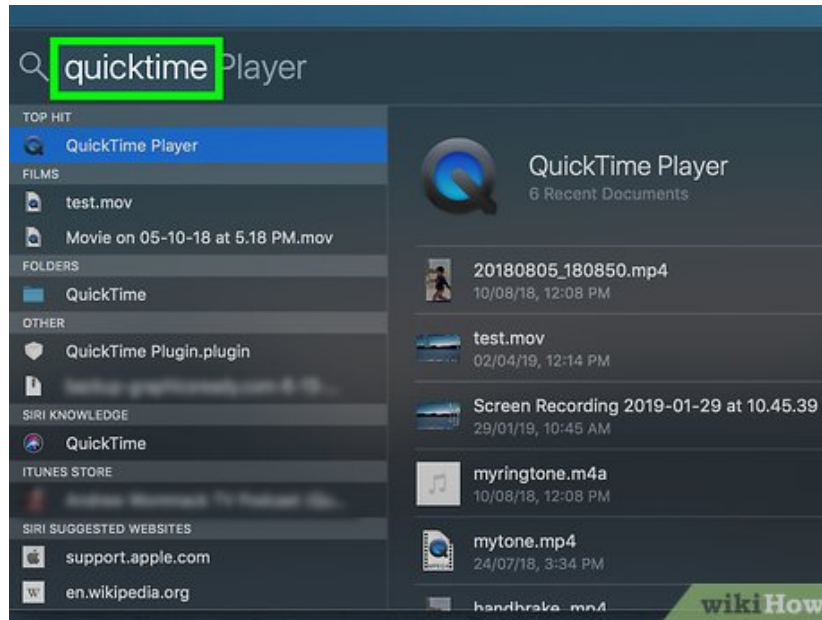 quicktime Player
TOP HIT
QuickTime Player
FILMS
test.mov
Movie on 05-10-18 at 5.18 PM.mov
FOLDERS
QuickTime
OTHER
QuickTime Plugin.plugin
SIRI KNOWLEDGE
QuickTime
ITUNES STORE
SIRI SUGGESTED WEBSITES
support.apple.com
W
en.wikipedia.org
QuickTime Player
6 Recent Documents
20180805_180850.mp4
10/08/18, 12:08 PM
test.mov
02/04/19, 12:14 PM
Screen Recording 2019-01-29 at 10.45.39
29/01/19, 10:45 AM
myringtone.m4a
10/08/18, 12:08 PM
mytone.mp4
24/07/18, 3:34 PM
handbrake mp4
wikiHow